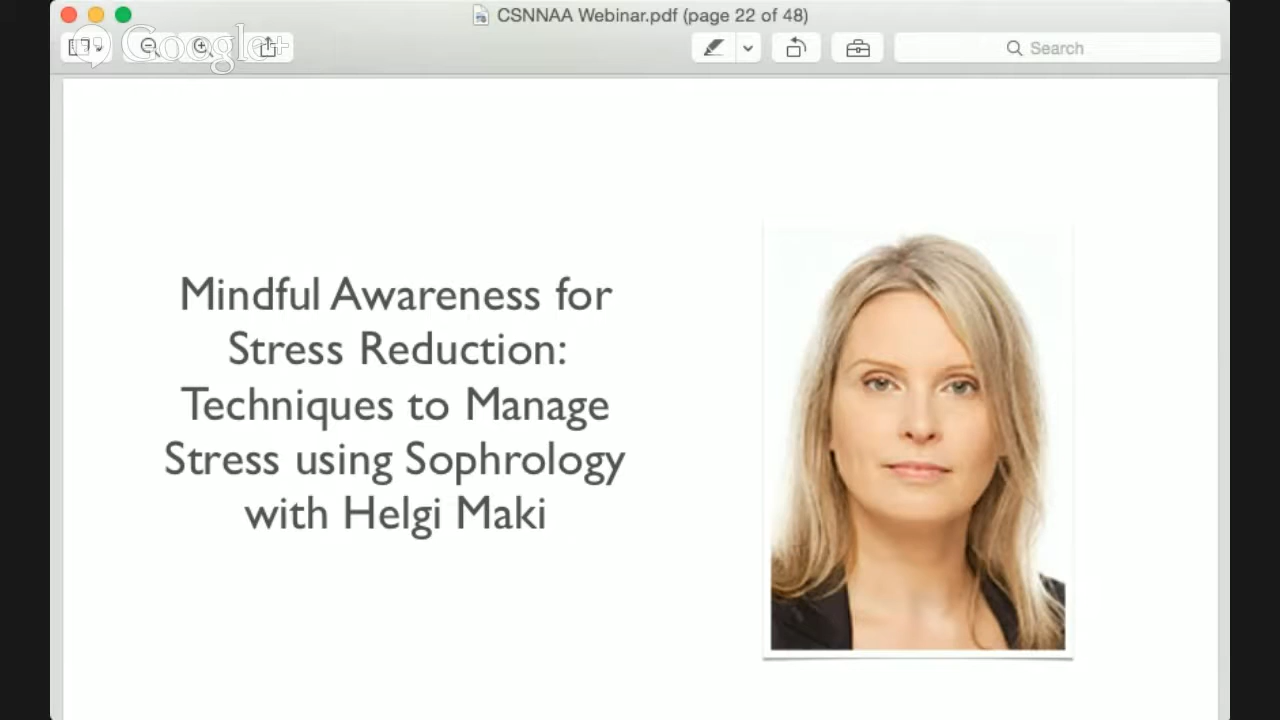 CSNNAA Webinar.pdf (page 22 of 48)
Google+
Search
Mindful Awareness for
Stress Reduction:
Techniques to Manage
Stress using Sophrology
with Helgi Maki